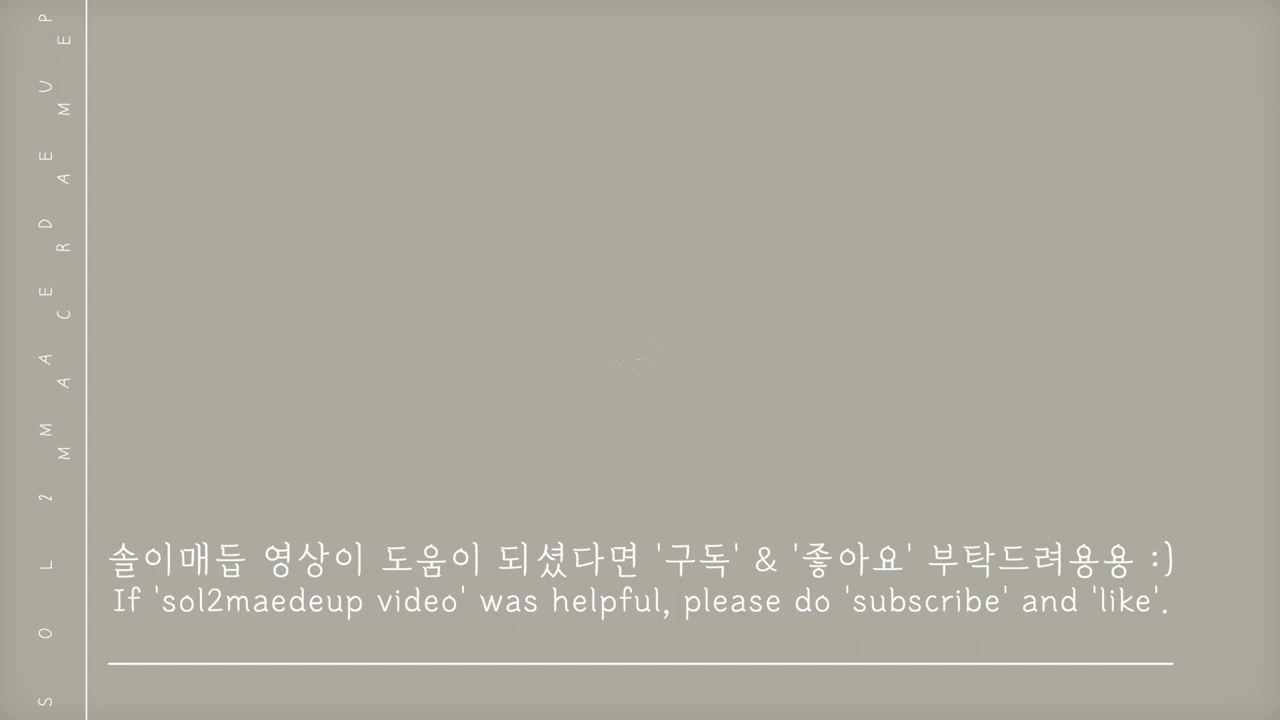 S O L 2 M A E D E U P
M A C R A M E
솔이매듭 영상이 도움이 되셨다면 '구독' & '좋아요' 부탁드려용용 :)
If 'sol2maedeup video' was helpful, please do 'subscribe' and 'like'.